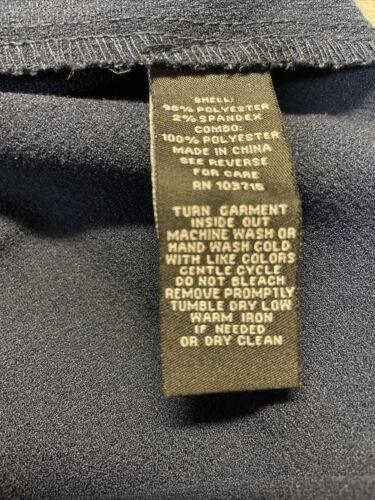 SHELL:
98% POLYESTER
2% SPANDEX
COMBO:
100% POLYESTER
MADE IN CHINA
SEE REVERSE
FOR CARE
RN 103716
TURN GARMENT
INSIDE OUT
MACHINE WASH OR
HAND WASH COLD
WITH LIKE COLORS
GENTLE CYCLE
DO NOT BLEACH
REMOVE PROMPTLY
TUMBLE DRY LOW
WARM IRON
IF NEEDED
OR DRY CLEAN